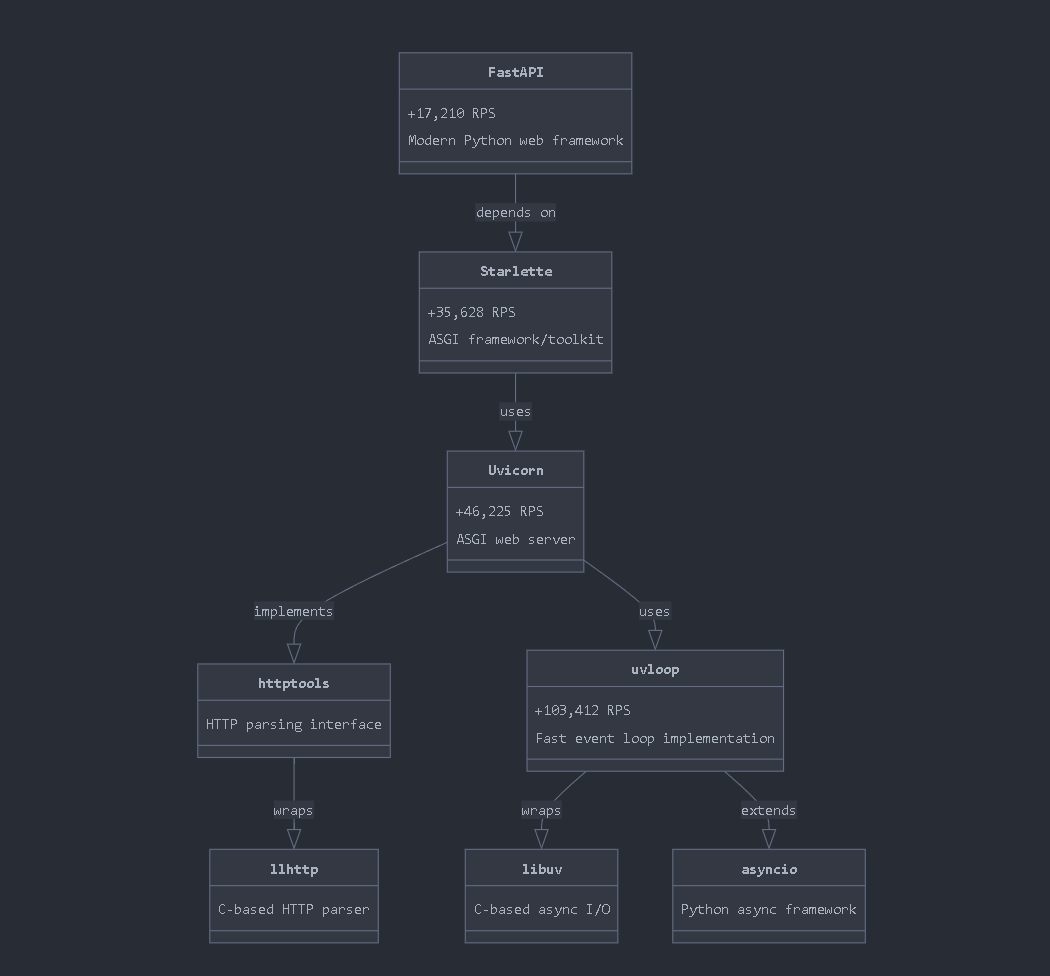 FastAPI
+17,210 RPS
Modern Python web framework
depends on
Starlette
+35,628 RPS
ASGI framework/toolkit
uses
Uvicorn
+46,225 RPS
ASGI web server
implements
uses
httptools
HTTP parsing interface
uvloop
+103,412 RPS
Fast event loop implementation
wraps
wraps
extends
llhttp
C-based HTTP parser
libuv
C-based async I/O
asyncio
Python async framework